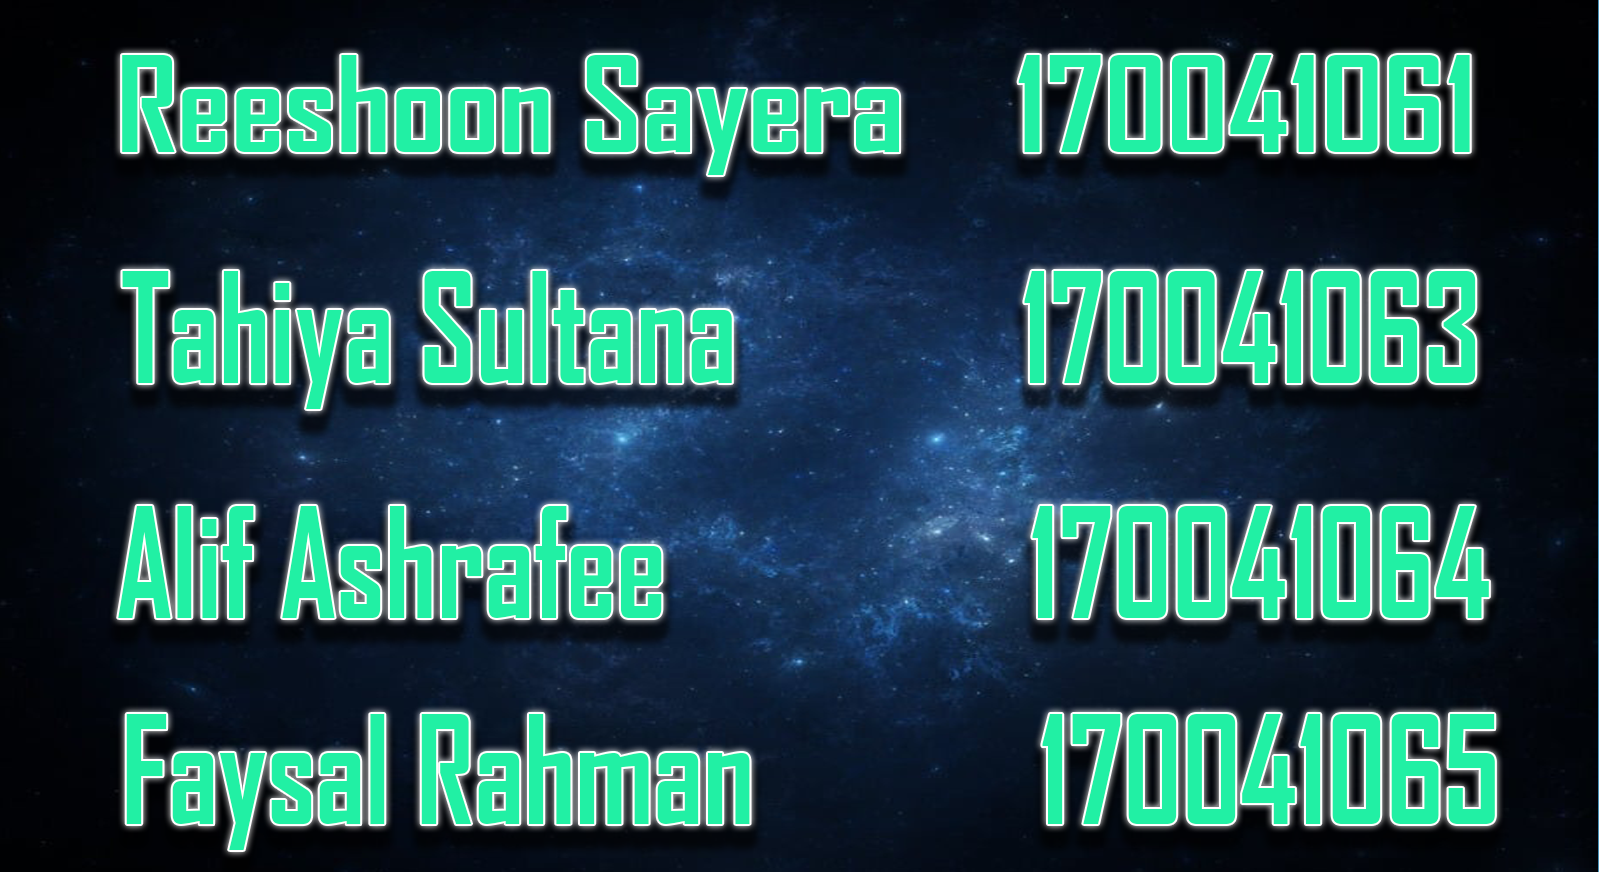 Reeshoon Sayera 170041061
Tahiya Sultana 170041063
Alif Ashrafee 170041064
Faysal Rahman 170041065